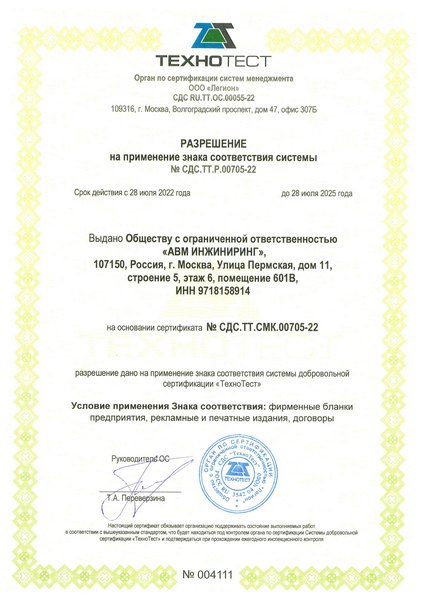 ТЕХНОТЕСТ
Орган по сертификации систем менеджмента
ООО «Легион»
СДС RU.TT.OC.00055-22
109316, г. Москва, Волгоградский проспект, дом 47, офис 307Б
РАЗРЕШЕНИЕ
на применение знака соответствия системы
№ СДС.ТТ.Р.00705-22
Срок действия с 28 июля 2022 года до 28 июля 2025 года
Выдано Обществу с ограниченной ответственностью
«АВМ ИНЖИНИРИНГ»,
107150, Россия, г. Москва, Улица Пермская, дом 11,
строение 5, этаж 6, помещение 601В,
ИНН 9718158914
на основании сертификата № СДС.ТТ.СМК.00705-22
ТЕХНОТЕСТ
разрешение дано на применение знака соответствия системы добровольной
сертификации «ТехноТест»
Условие применения Знака соответствия: фирменные бланки
предприятия, рекламные и печатные издания, договоры
Руководитель ОС
Т.А. Переверзина
ОРГАН ПО СЕРТИФИКАЦИИ
СДС "ТехноТест"
ТЕХНОТЕСТ
Настоящий сертификат обязывает организацию поддерживать состояние выполняемых работ
в соответствии с вышеуказанным стандартом, что будет находиться под контролем органа по сертификации Системы добровольной
сертификации «ТехноТест» и подтверждаться при прохождении ежегодного инспекционного контроля
№ 004111